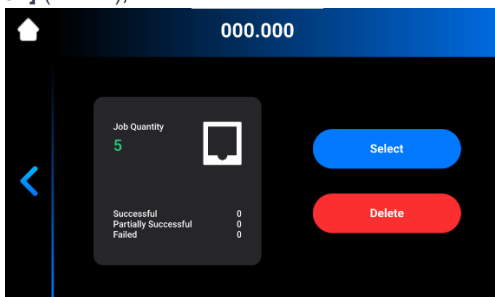 000.000
Job Quantity
5
Successful 0
Partially Successful 0
Failed 0
Select
Delete